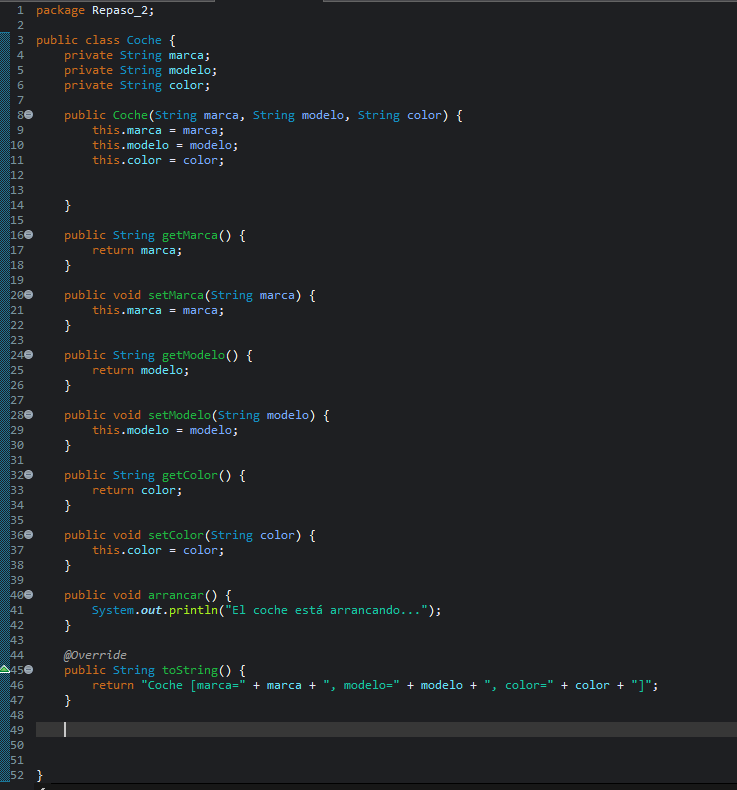 1 package Repaso_2;
2
3 public class Coche {
4     private String marca;
5     private String modelo;
6     private String color;
7
8     public Coche(String marca, String modelo, String color) {
9         this.marca = marca;
10         this.modelo = modelo;
11         this.color = color;
12
13
14     }
15
16     public String getMarca() {
17         return marca;
18     }
19
20     public void setMarca(String marca) {
21         this.marca = marca;
22     }
23
24     public String getModelo() {
25         return modelo;
26     }
27
28     public void setModelo(String modelo) {
29         this.modelo = modelo;
30     }
31
32     public String getColor() {
33         return color;
34     }
35
36     public void setColor(String color) {
37         this.color = color;
38     }
39
40     public void arrancar() {
41         System.out.println("El coche está arrancando...");
42     }
43
44     @Override
45     public String toString() {
46         return "Coche [marca=" + marca + ", modelo=" + modelo + ", color=" + color + "]";
47     }
48
49
50
51
52 }